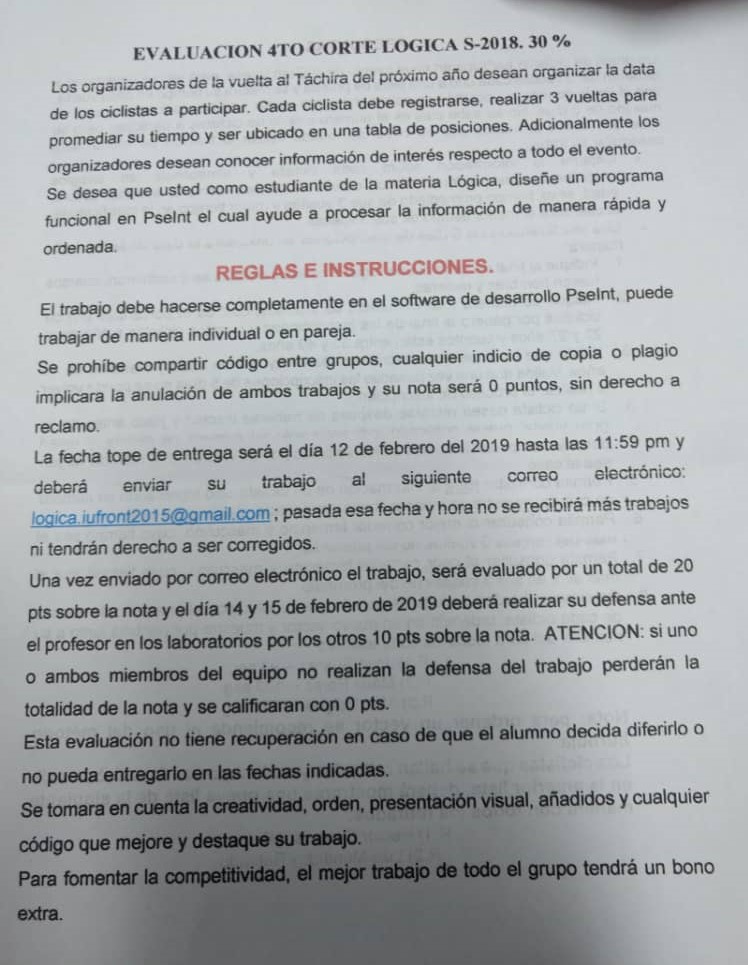 EVALUACION 4TO CORTE LOGICA S-2018. 30 %
Los organizadores de la vuelta al Táchira del próximo año desean organizar la data
de los ciclistas a participar. Cada ciclista debe registrarse, realizar 3 vueltas para
promediar su tiempo y ser ubicado en una tabla de posiciones. Adicionalmente los
organizadores desean conocer información de interés respecto a todo el evento.
Se desea que usted como estudiante de la materia Lógica, diseñe un programa
funcional en PseInt el cual ayude a procesar la información de manera rápida y
ordenada.
REGLAS E INSTRUCCIONES.
El trabajo debe hacerse completamente en el software de desarrollo PseInt, puede
trabajar de manera individual o en pareja.
Se prohíbe compartir código entre grupos, cualquier indicio de copia o plagio
implicara la anulación de ambos trabajos y su nota será 0 puntos, sin derecho a
reclamo.
La fecha tope de entrega será el día 12 de febrero del 2019 hasta las 11:59 pm y
deberá enviar su trabajo al siguiente correo electrónico:
logica.iufront2015@gmail.com ; pasada esa fecha y hora no se recibirá más trabajos
ni tendrán derecho a ser corregidos.
Una vez enviado por correo electrónico el trabajo, será evaluado por un total de 20
pts sobre la nota y el día 14 y 15 de febrero de 2019 deberá realizar su defensa ante
el profesor en los laboratorios por los otros 10 pts sobre la nota. ATENCION: si uno
o ambos miembros del equipo no realizan la defensa del trabajo perderán la
totalidad de la nota y se calificaran con 0 pts.
Esta evaluación no tiene recuperación en caso de que el alumno decida diferirlo o
no pueda entregarlo en las fechas indicadas.
Se tomara en cuenta la creatividad, orden, presentación visual, añadidos y cualquier
código que mejore y destaque su trabajo.
Para fomentar la competitividad, el mejor trabajo de todo el grupo tendrá un bono
extra.